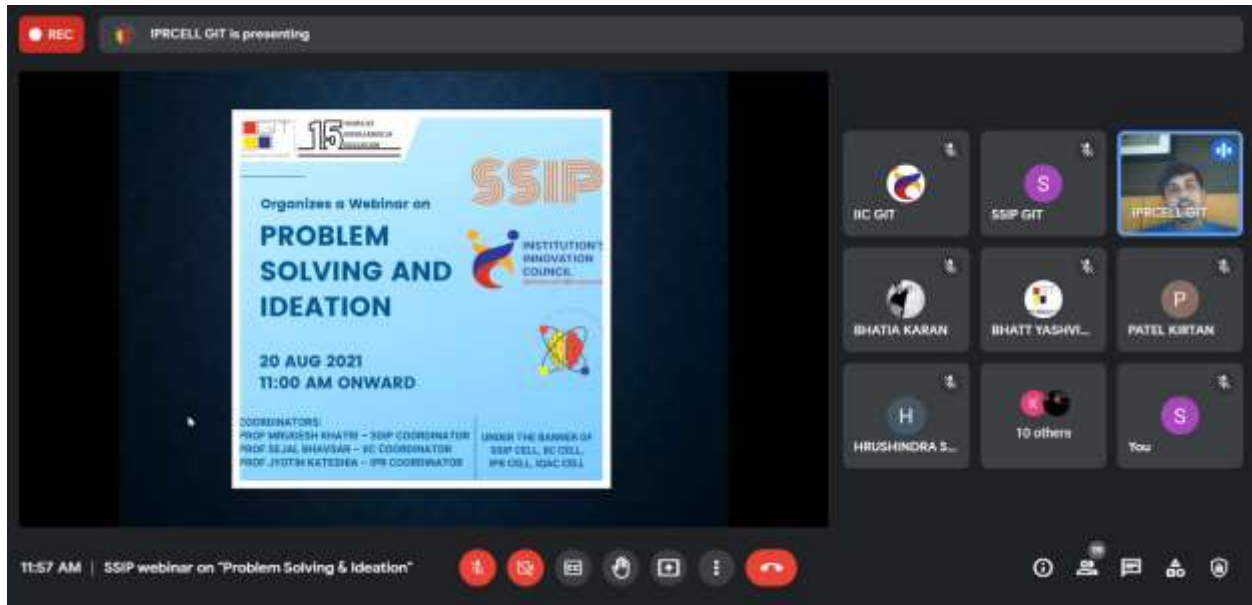 REC
IPRCELL GIT is presenting
GIT
15
SSIP
Organizes a Webinar on
PROBLEM
SOLVING AND
IDEATION
INSTITUTION'S
INNOVATION
COUNCIL
20 AUG 2021
11:00 AM ONWARD
COORDINATORS:
PROF MRUGESH KHATRI - SSIP COORDINATOR
PROF SEJAL BHAVSAR - IIC COORDINATOR
PROF JYOTIN KATESHIA - IPR COORDINATOR
UNDER THE BANNER OF
SSIP CELL, IIC CELL,
IPR CELL, IQAC CELL
IIC GIT
S
SSIP GIT
IPRCELL GIT
BHATIA KARAN
BHATT YASHVI...
P
PATEL KIRTAN
H
HRUSHINDRA S...
K
10 others
S
You
11:57 AM | SSIP webinar on "Problem Solving & Ideation"